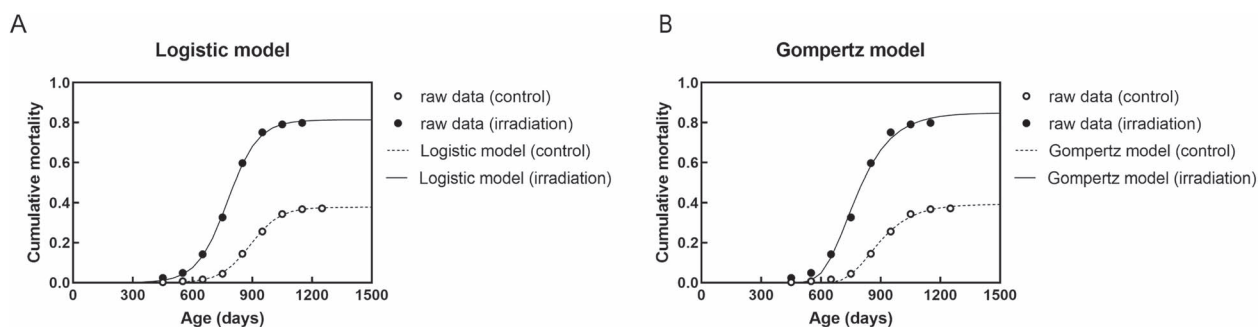 A
Logistic model
1.0
0.8
0.6
0.4
0.2
0.0
0 300 600 900 1200 1500
Cumulative mortality
Age (days)
raw data (control)
raw data (irradiation)
Logistic model (control)
Logistic model (irradiation)
B
Gompertz model
1.0
0.8
0.6
0.4
0.2
0.0
0 300 600 900 1200 1500
Cumulative mortality
Age (days)
raw data (control)
raw data (irradiation)
Gompertz model (control)
Gompertz model (irradiation)